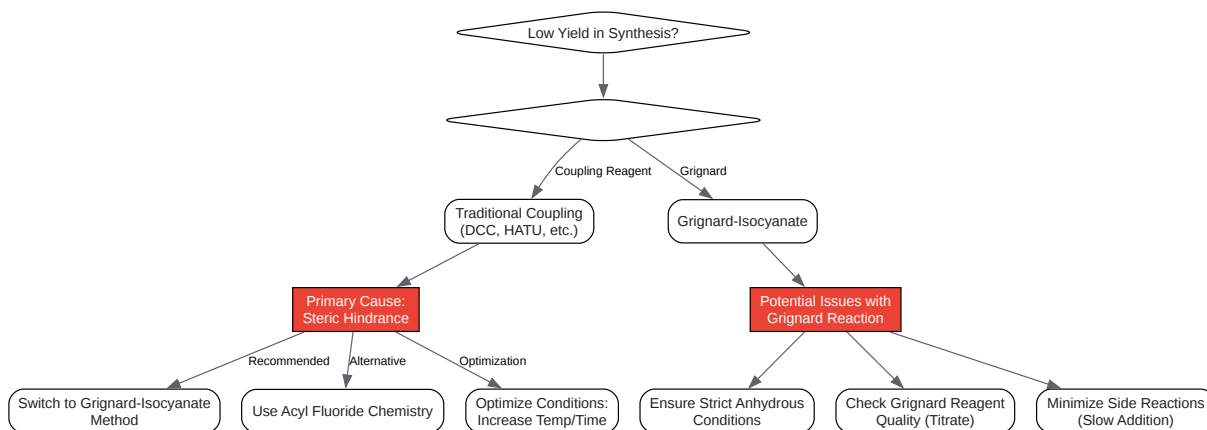 Low Yield in Synthesis?
Coupling Reagent
Grignard
Traditional Coupling
(DCC, HATU, etc.)
Grignard-Isocyanate
Primary Cause:
Steric Hindrance
Potential Issues with
Grignard Reaction
Recommended
Alternative
Optimization
Switch to Grignard-Isocyanate
Method
Use Acyl Fluoride Chemistry
Optimize Conditions:
Increase Temp/Time
Ensure Strict Anhydrous
Conditions
Check Grignard Reagent
Quality (Titrate)
Minimize Side Reactions
(Slow Addition)